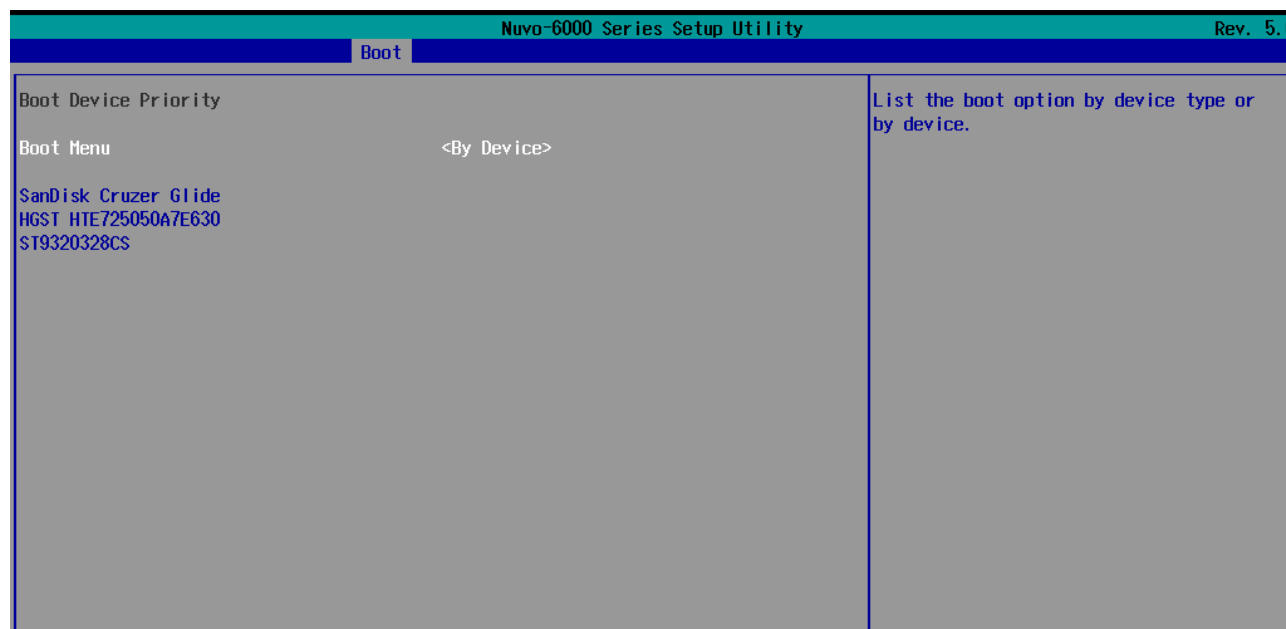 Nuvo-6000 Series Setup Utility Rev. 5.
Boot
Boot Device Priority
Boot Menu <By Device>
SanDisk Cruzer Glide
HGST HTE725050A7E630
ST9320328CS
List the boot option by device type or
by device.